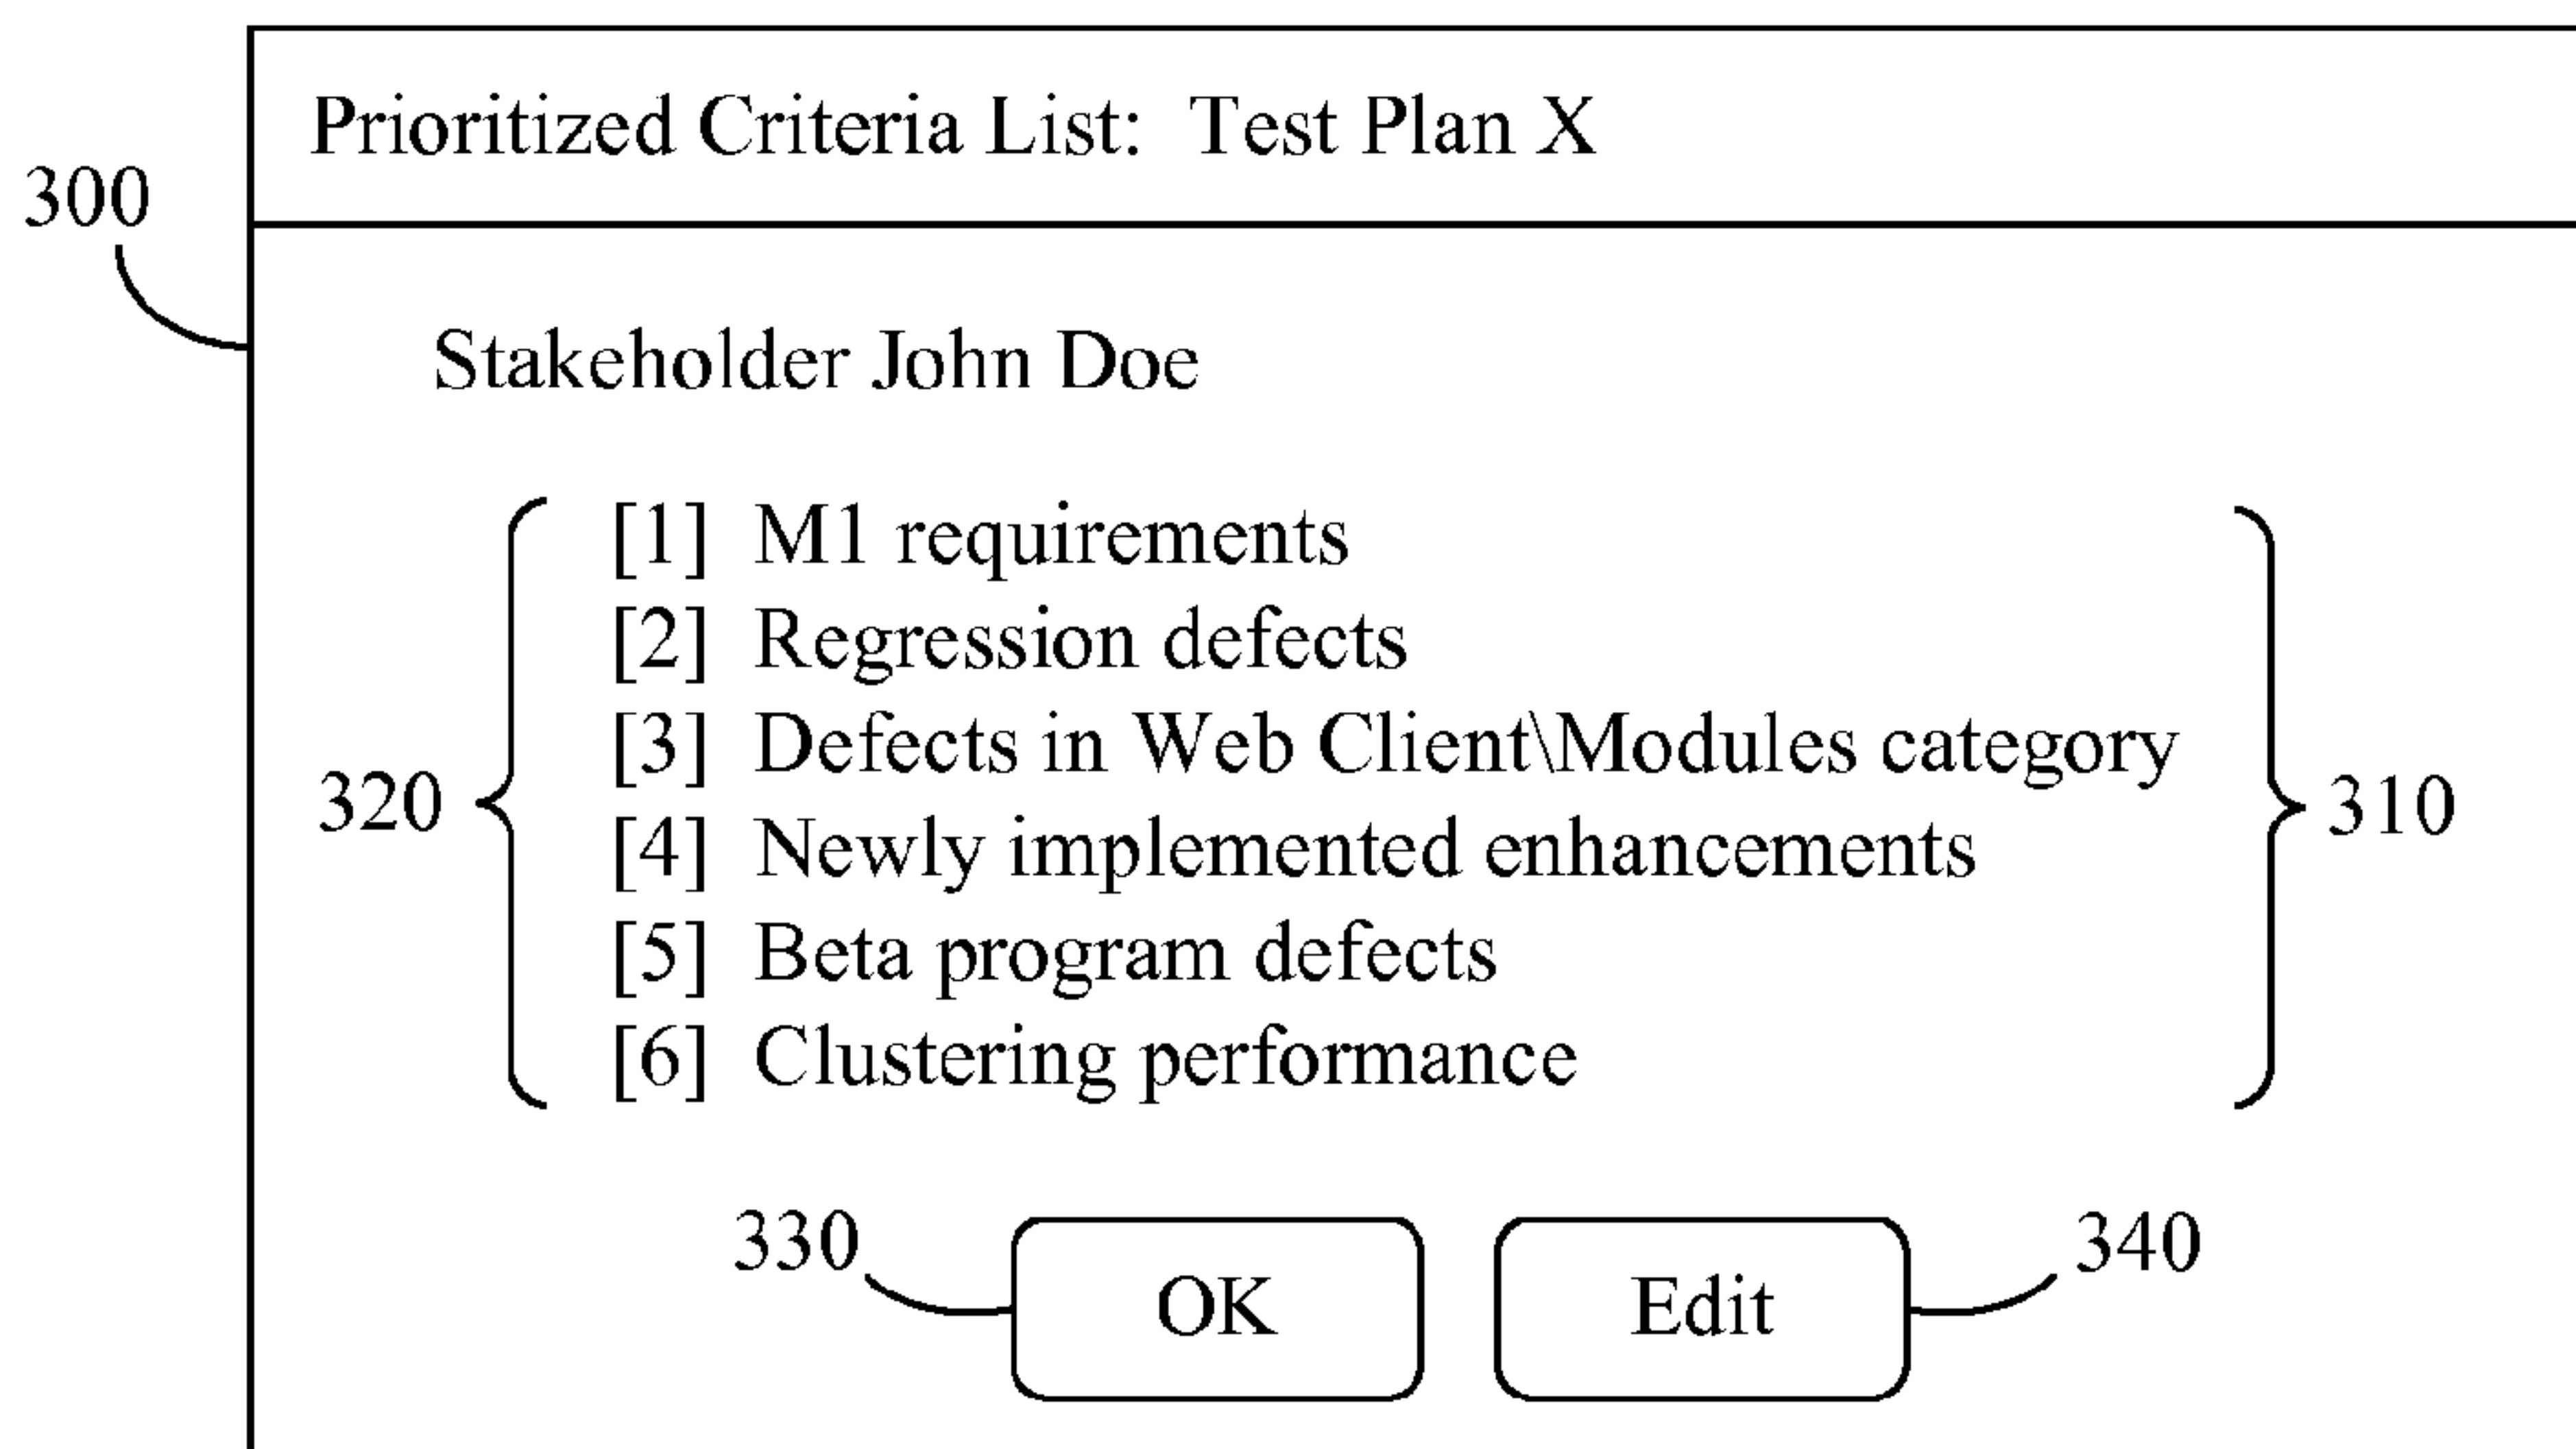 Prioritized Criteria List: Test Plan X
300
Stakeholder John Doe
[1] M1 requirements
[2] Regression defects
[3] Defects in Web Client\Modules category
320
310
[4] Newly implemented enhancements
[5] Beta program defects
[6] Clustering performance
330
OK
Edit
340